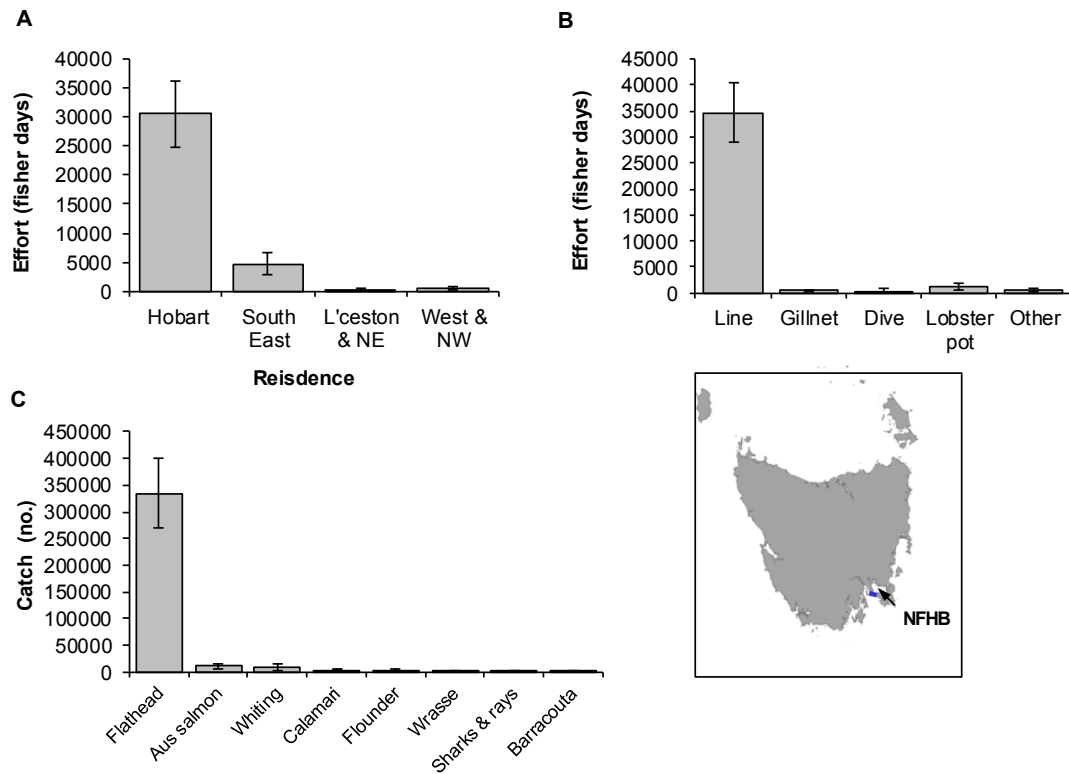 A
Effort (fisher days)
40000
35000
30000
25000
20000
15000
10000
5000
0
Hobart
South
East
L'ceston
& NE
West &
NW
Reisdence
B
Effort (fisher days)
45000
40000
35000
30000
25000
20000
15000
10000
5000
0
Line
Gillnet
Dive
Lobster
pot
Other
C
Catch (no.)
450000
400000
350000
300000
250000
200000
150000
100000
50000
0
Flathead
Aus salmon
Whiting
Calamari
Flounder
Wrasse
Sharks & rays
Barracouta
NFHB